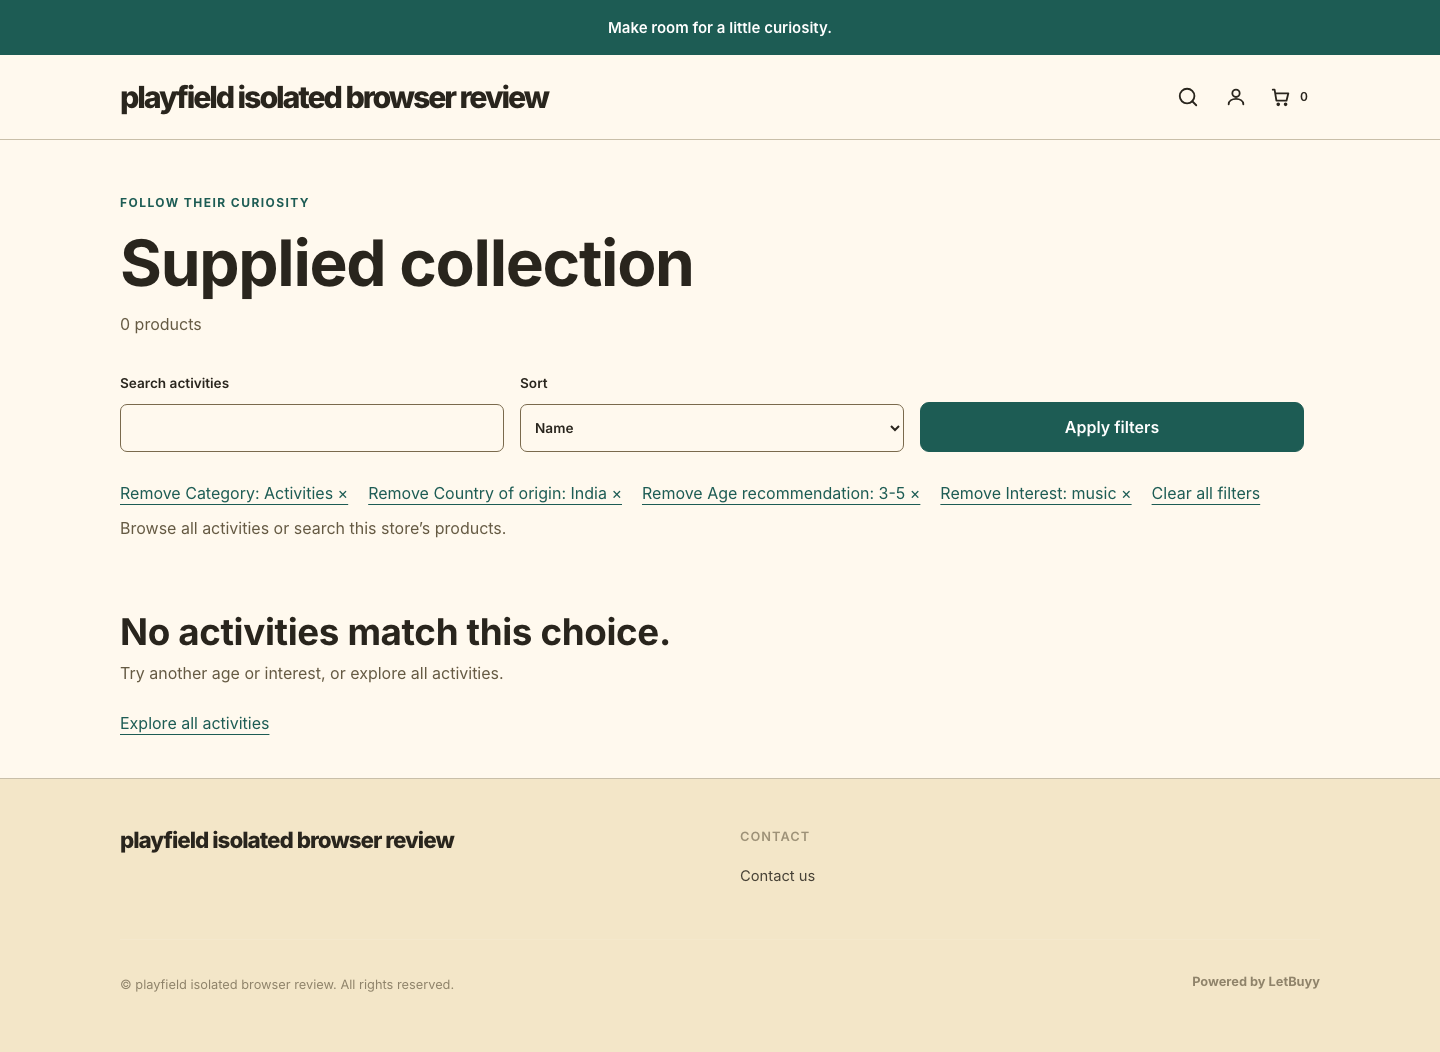 Make room for a little curiosity.
playfield isolated browser review
0
FOLLOW THEIR CURIOSITY
Supplied collection
0 products
Search activities
Sort
Name
Apply filters
Remove Category: Activities ×
Remove Country of origin: India ×
Remove Age recommendation: 3-5 ×
Remove Interest: music ×
Clear all filters
Browse all activities or search this store’s products.
No activities match this choice.
Try another age or interest, or explore all activities.
Explore all activities
playfield isolated browser review
CONTACT
Contact us
© playfield isolated browser review. All rights reserved.
Powered by LetBuyy